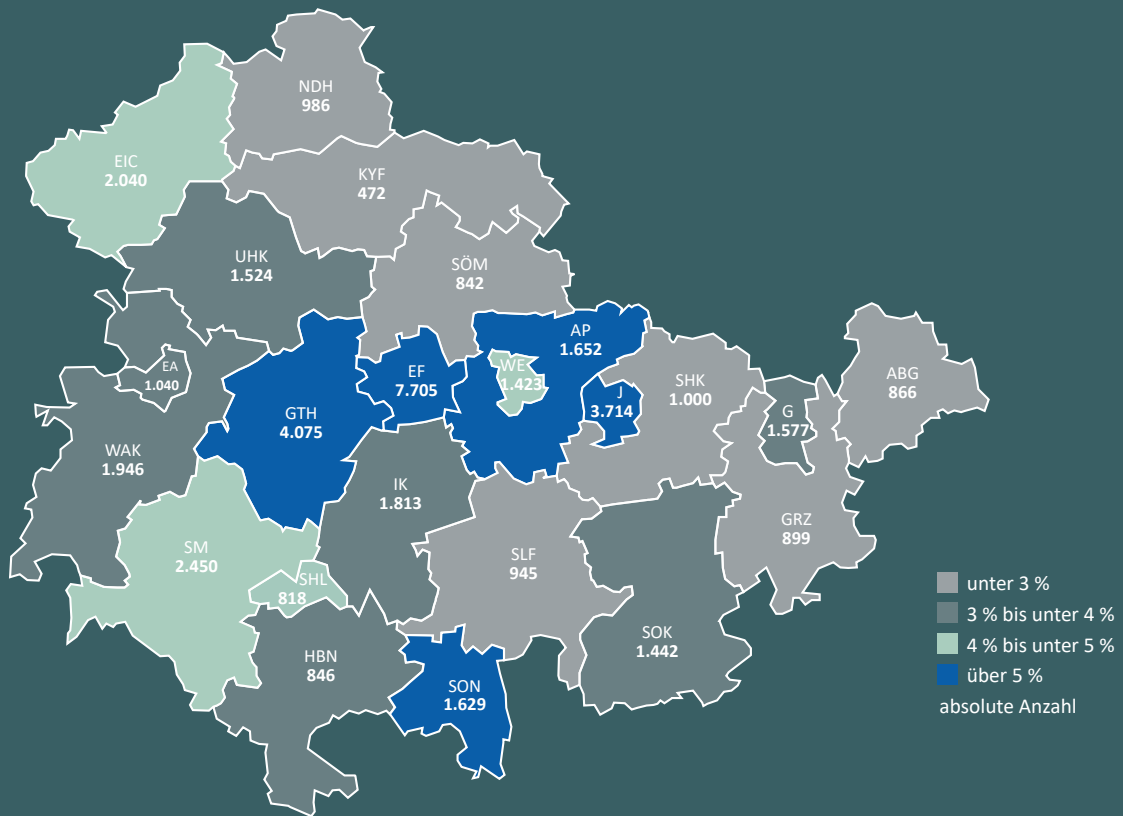 NDH
986
EIC
2.040
KYF
472
UHK
1.524
SÖM
842
AP
1.652
EA
1.040
EF
7.705
WE
1.423
J
3.714
SHK
1.000
G
1.577
ABG
866
GTH
4.075
WAK
1.946
IK
1.813
GRZ
899
SM
2.450
SLF
945
SHL
818
SOK
1.442
HBN
846
SON
1.629
unter 3 %
3 % bis unter 4 %
4 % bis unter 5 %
über 5 %
absolute Anzahl